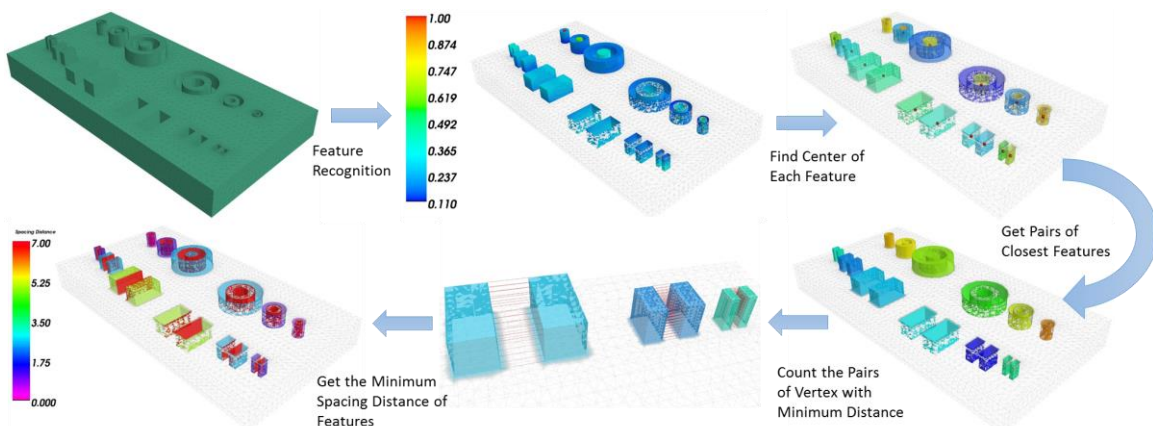 1.00
0.874
0.747
0.619
0.492
0.365
0.237
0.110
Feature
Recognition
Find Center of
Each Feature
Get Pairs of
Closest Features
Spacing Distance
7.00
5.25
3.50
1.75
0.000
Get the Minimum
Spacing Distance of
Features
Count the Pairs
of Vertex with
Minimum Distance